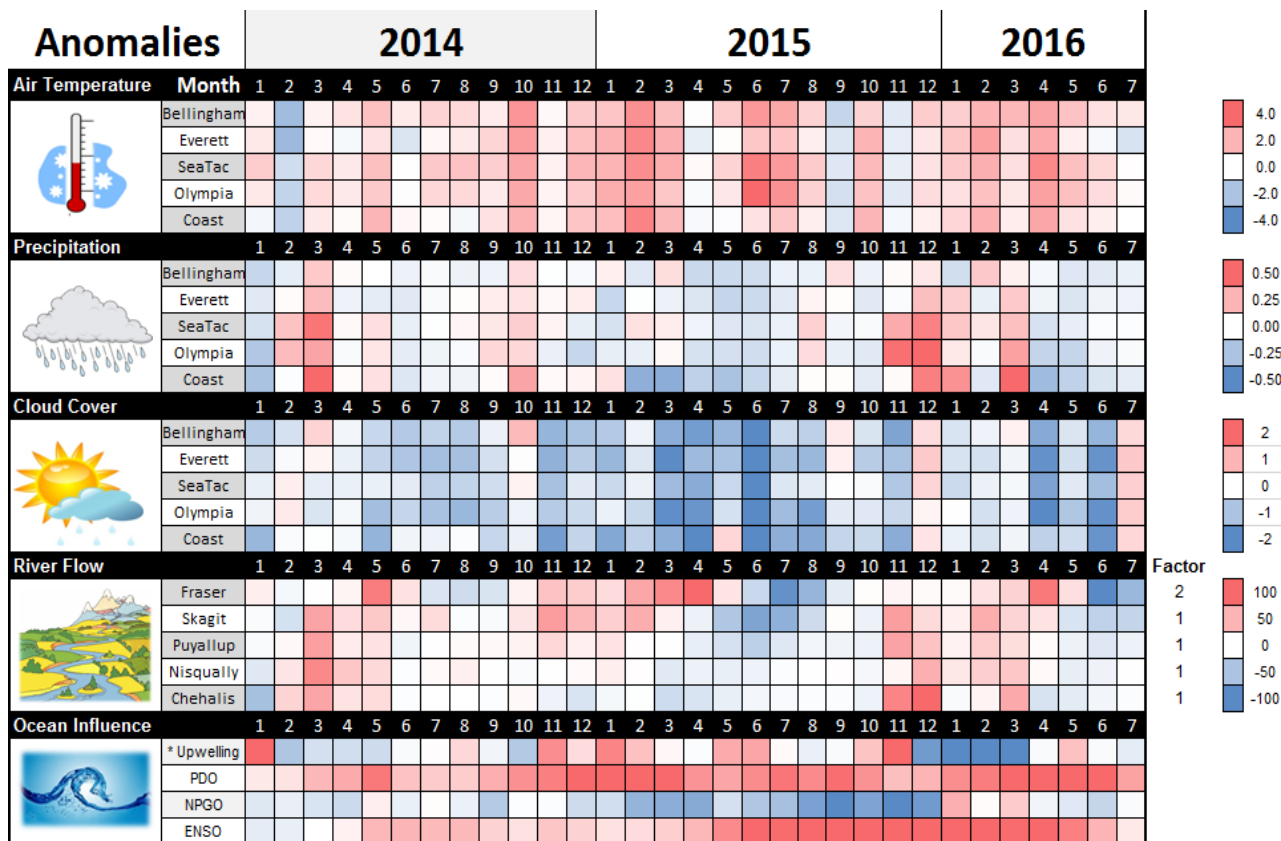 Anomalies 2014 2015 2016
Air Temperature Month 1 2 3 4 5 6 7 8 9 10 11 12 1 2 3 4 5 6 7 8 9 10 11 12 1 2 3 4 5 6 7
Bellingham 4.0
Everett 2.0
SeaTac 0.0
Olympia -2.0
Coast -4.0
Precipitation 1 2 3 4 5 6 7 8 9 10 11 12 1 2 3 4 5 6 7 8 9 10 11 12 1 2 3 4 5 6 7
Bellingham 0.50
Everett 0.25
SeaTac 0.00
Olympia -0.25
Coast -0.50
Cloud Cover 1 2 3 4 5 6 7 8 9 10 11 12 1 2 3 4 5 6 7 8 9 10 11 12 1 2 3 4 5 6 7
Bellingham 2
Everett 1
SeaTac 0
Olympia -1
Coast -2
River Flow 1 2 3 4 5 6 7 8 9 10 11 12 1 2 3 4 5 6 7 8 9 10 11 12 1 2 3 4 5 6 7 Factor
Fraser 2 100
Skagit 1 50
Puyallup 1 0
Nisqually 1 -50
Chehalis 1 -100
Ocean Influence 1 2 3 4 5 6 7 8 9 10 11 12 1 2 3 4 5 6 7 8 9 10 11 12 1 2 3 4 5 6 7
* Upwelling
PDO
NPGO
ENSO